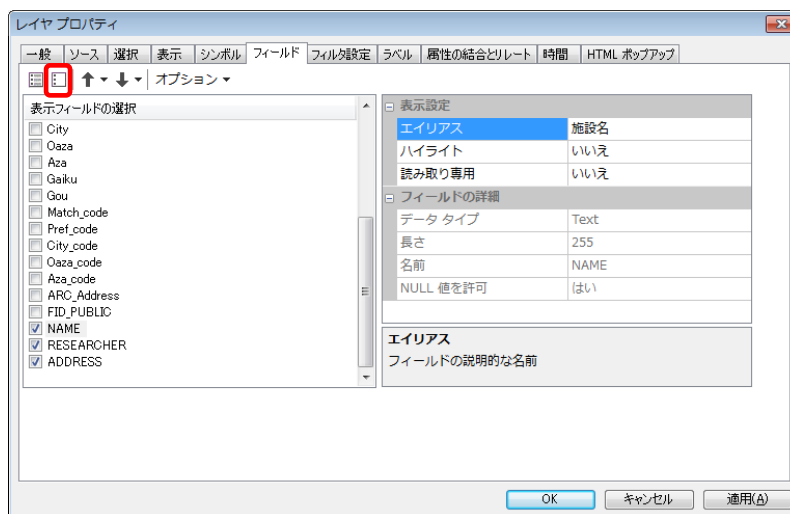 レイヤ プロパティ
一般 ソース 選択 表示 シンボル フィールド フィルタ設定 ラベル 属性の結合とリレート 時間 HTML ポップアップ
オプション
表示フィールドの選択
City
Oaza
Aza
Gaiku
Gou
Match_code
Pref_code
City_code
Oaza_code
Aza_code
ARC_Address
FID_PUBLIC
NAME
RESEARCHER
ADDRESS
表示設定
エイリアス 施設名
ハイライト いいえ
読み取り専用 いいえ
フィールドの詳細
データ タイプ Text
長さ 255
名前 NAME
NULL 値を許可 はい
エイリアス
フィールドの説明的な名前
OK キャンセル 適用(A)